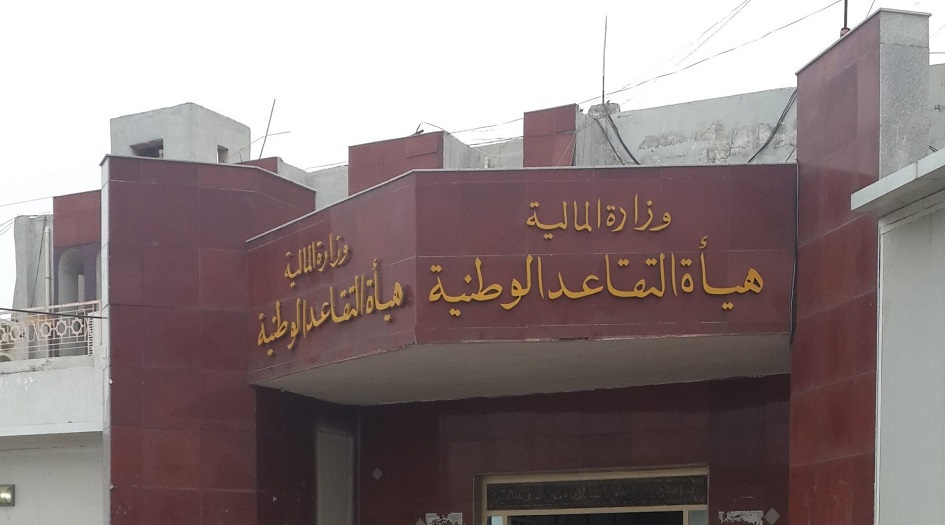 وزارة المالية
هيأة التقاعد الوطنية
وزارة المالية
هيأة التقاعد الوطنية